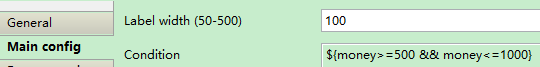 General
Label width (50-500)
100
Main config
Condition
${money>=500 && money<=1000}